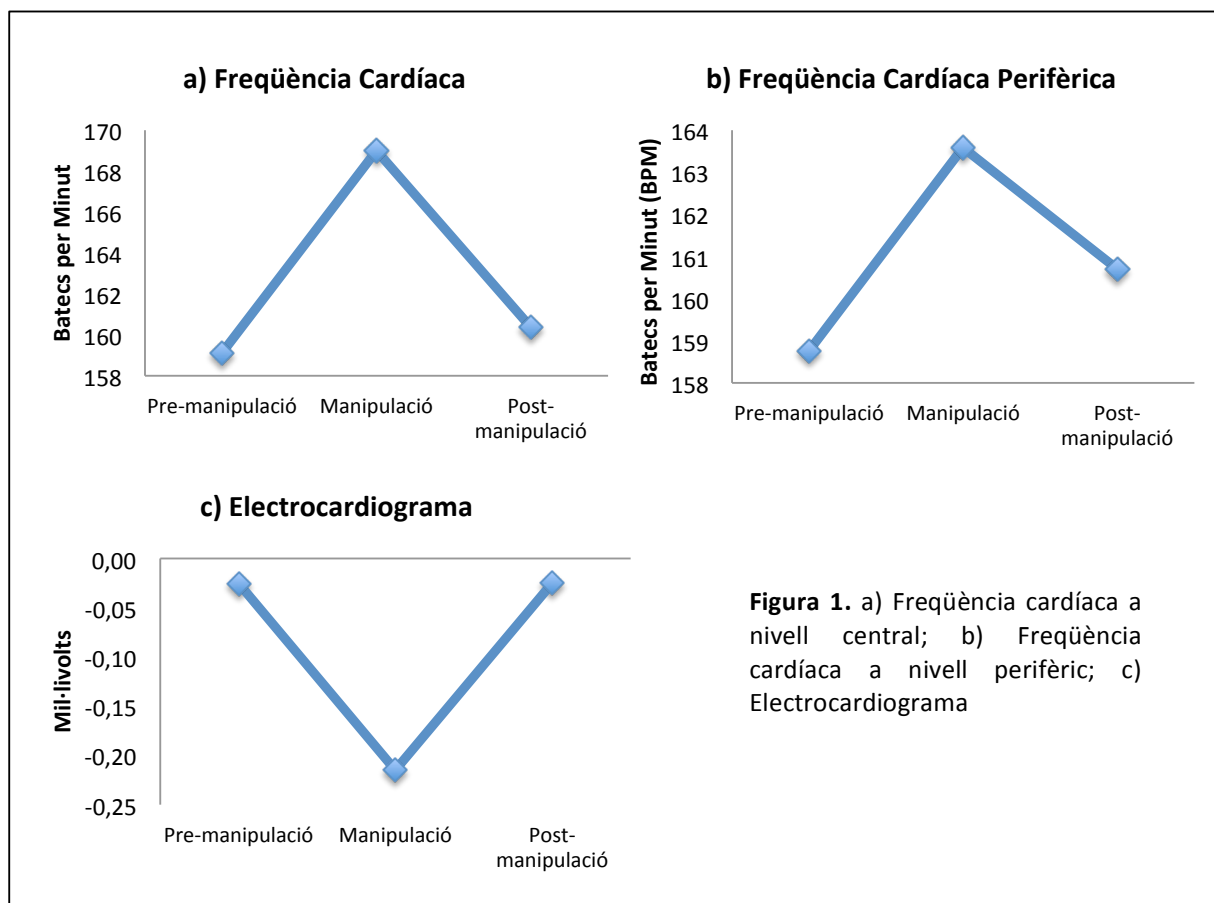 a) Freqüència Cardíaca
Batecs per Minut
170
168
166
164
162
160
158
Pre-manipulació
Manipulació
Post-
manipulació
b) Freqüència Cardíaca Perifèrica
Batecs per Minut (BPM)
164
163
162
161
160
159
158
Pre-manipulació
Manipulació
Post-
manipulació
c) Electrocardiograma
Mil·livolts
0,00
-0,05
-0,10
-0,15
-0,20
-0,25
Pre-manipulació
Manipulació
Post-
manipulació
Figura 1. a) Freqüència cardíaca a
nivell central; b) Freqüència
cardíaca a nivell perifèric; c)
Electrocardiograma